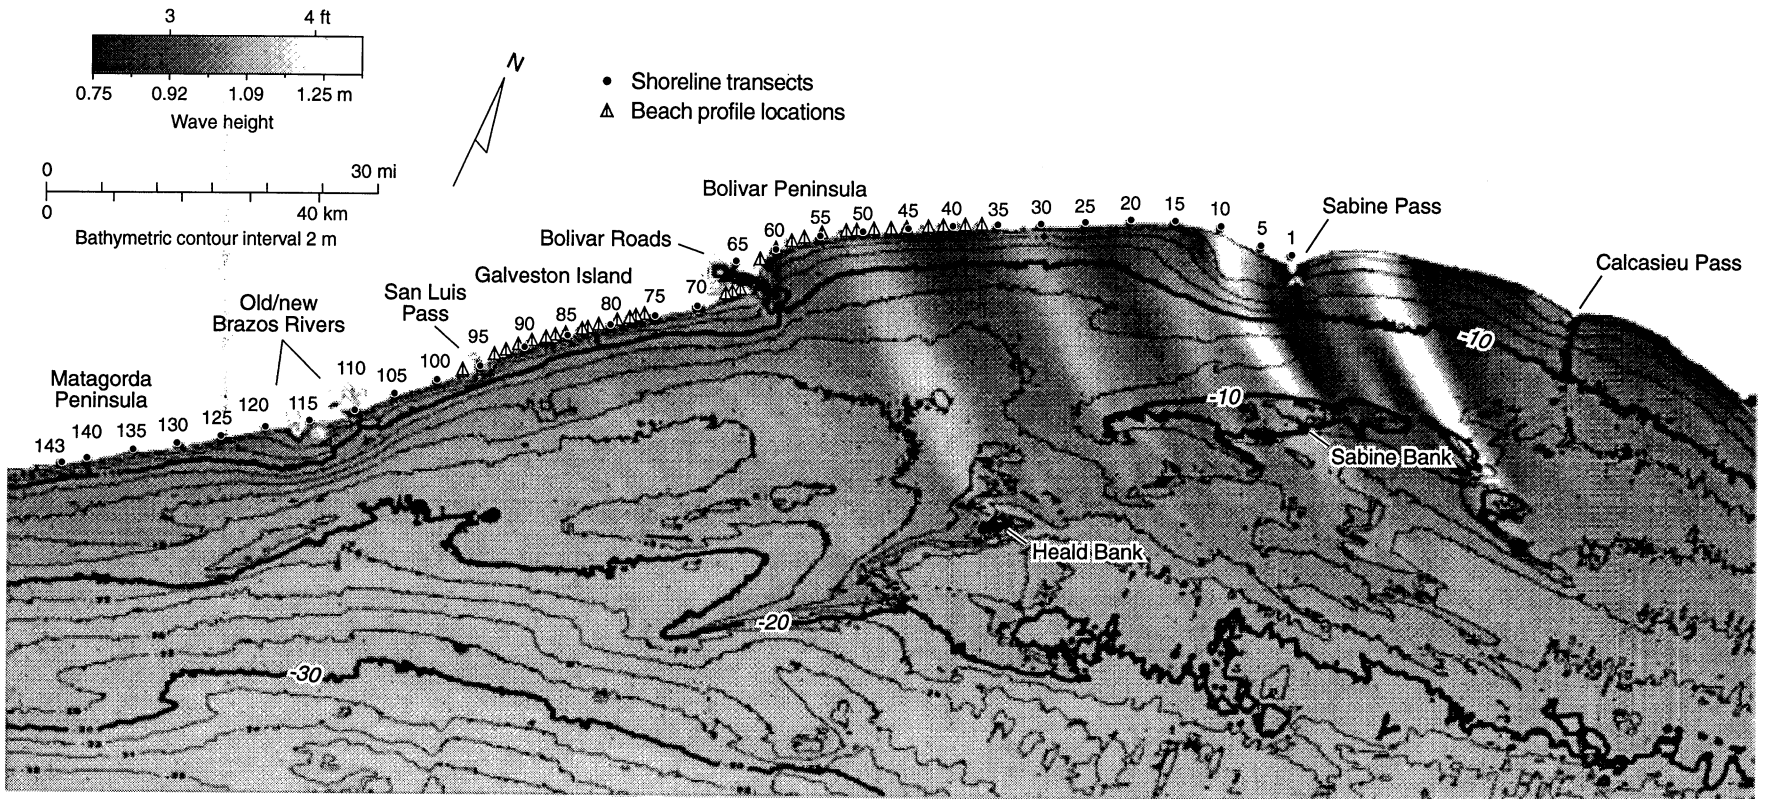 3 4 ft
0.75 0.92 1.09 1.25 m
Wave height
N
Shoreline transects
Beach profile locations
0 30 mi
0 40 km
Bathymetric contour interval 2 m
Bolivar Peninsula
Sabine Pass
Bolivar Roads
Calcasieu Pass
Galveston Island
San Luis
Pass
Old/new
Brazos Rivers
Matagorda
Peninsula
143 140 135 130 125 120 115 110 105 100 95 90 85 80 75 70 65 60 55 50 45 40 35 30 25 20 15 10 5 1
-10
-10
Sabine Bank
Heald Bank
-20
-30